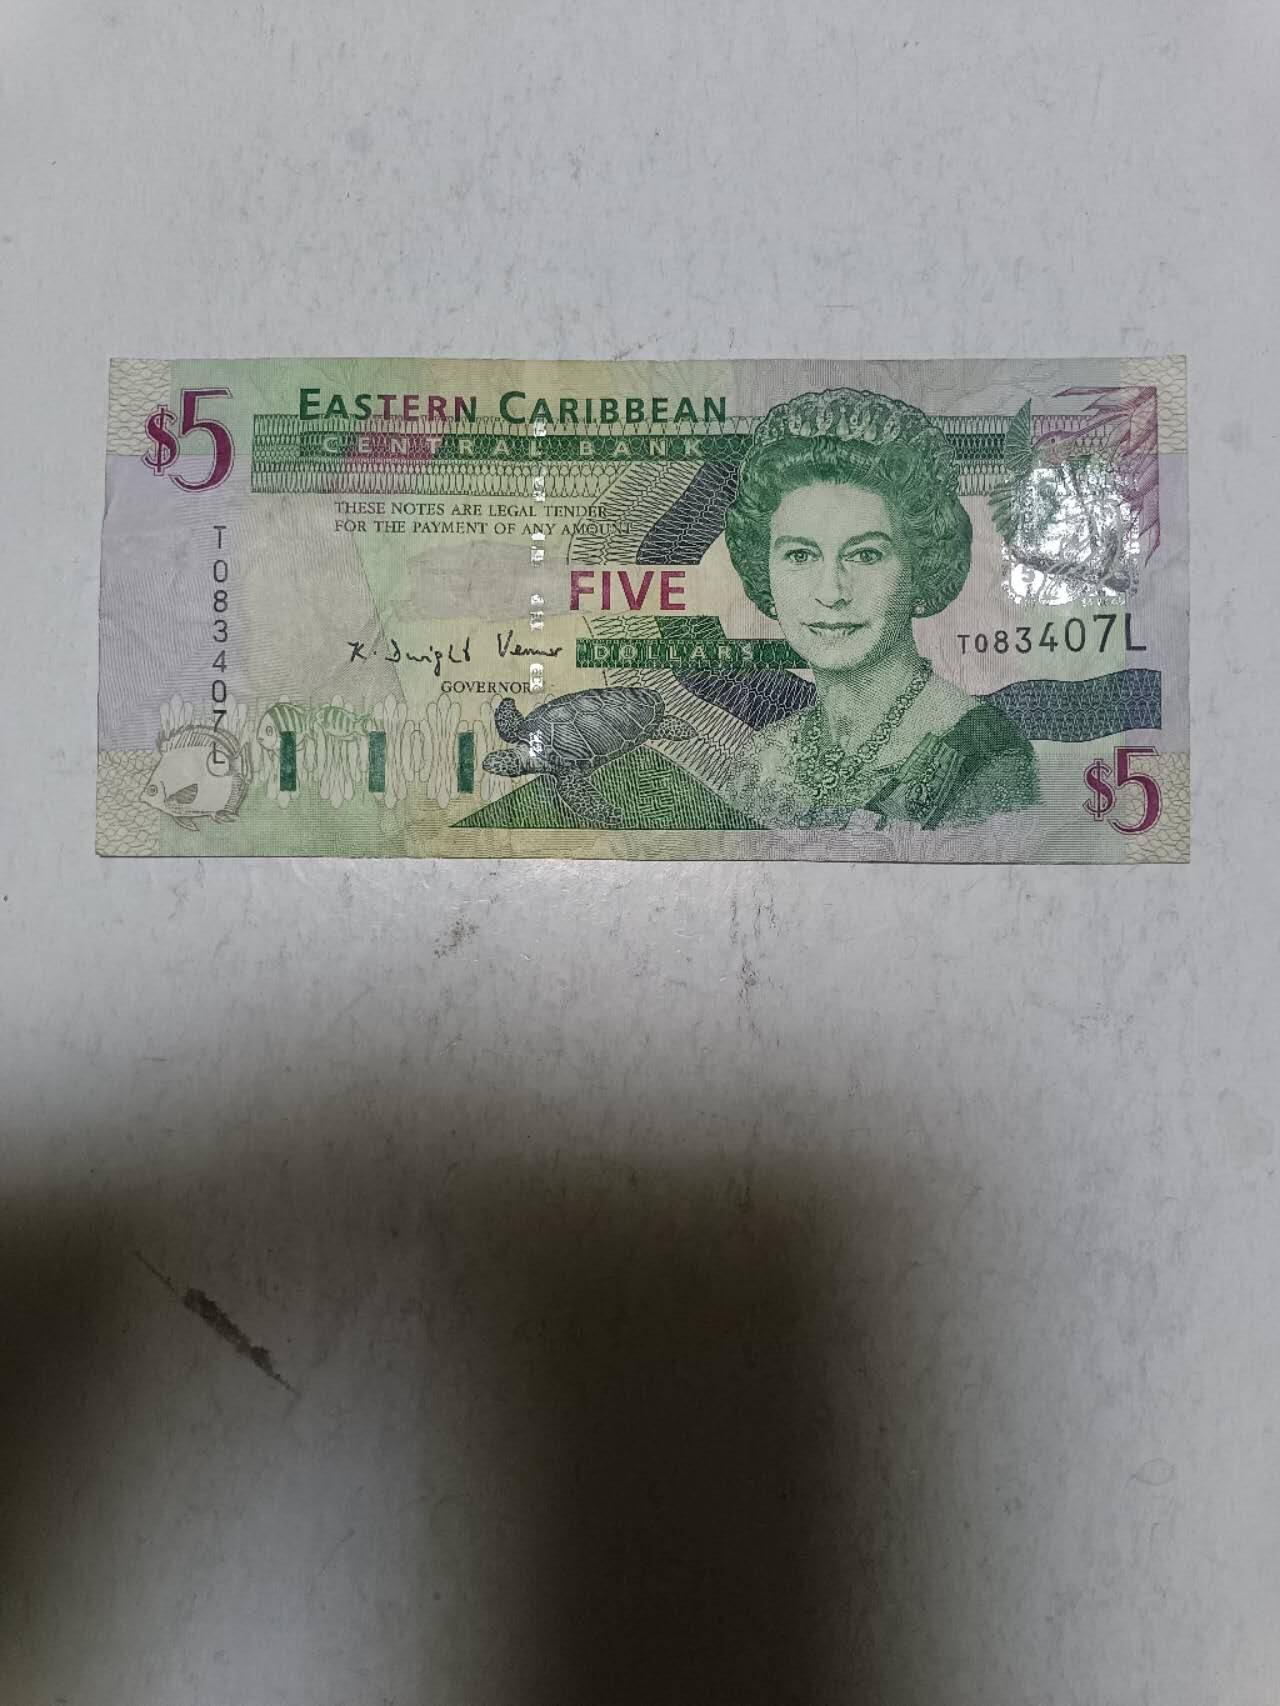 $5
EASTERN CARIBBEAN
CENTRAL BANK
THESE NOTES ARE LEGAL TENDER
FOR THE PAYMENT OF ANY AMOUNT
FIVE
DOLLARS
K. Dwight Venner
GOVERNOR
T083407L
T083407L
5
$5